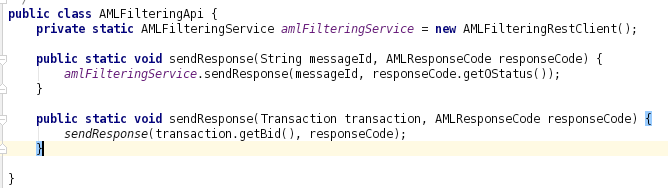 public class AMLFilteringApi {
private static AMLFilteringService amlFilteringService = new AMLFilteringRestClient();
public static void sendResponse(String messageId, AMLResponseCode responseCode) {
amlFilteringService.sendResponse(messageId, responseCode.getOStatus());
}
public static void sendResponse(Transaction transaction, AMLResponseCode responseCode) {
sendResponse(transaction.getBid(), responseCode);
}
}